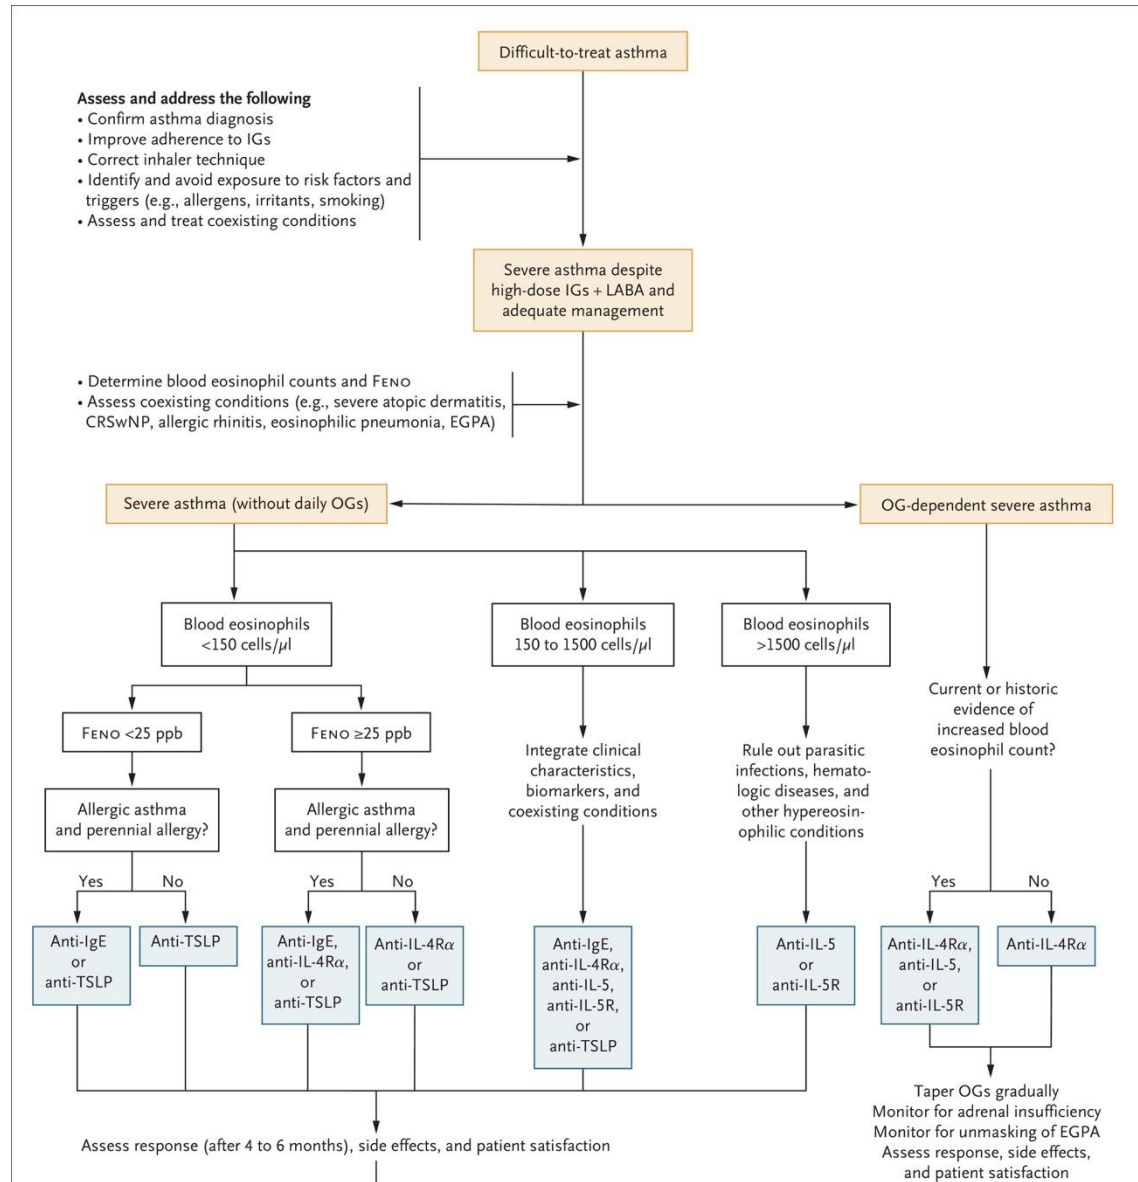 Difficult-to-treat asthma
Assess and address the following
• Confirm asthma diagnosis
• Improve adherence to IGs
• Correct inhaler technique
• Identify and avoid exposure to risk factors and
triggers (e.g., allergens, irritants, smoking)
• Assess and treat coexisting conditions
Severe asthma despite
high-dose IGs + LABA and
adequate management
• Determine blood eosinophil counts and FENO
• Assess coexisting conditions (e.g., severe atopic dermatitis,
CRSwNP, allergic rhinitis, eosinophilic pneumonia, EGPA)
Severe asthma (without daily OGs)
OG-dependent severe asthma
Blood eosinophils
<150 cells/μl
Blood eosinophils
150 to 1500 cells/μl
Blood eosinophils
>1500 cells/μl
FENO <25 ppb
FENO ≥25 ppb
Allergic asthma
and perennial allergy?
Allergic asthma
and perennial allergy?
Integrate clinical
characteristics,
biomarkers, and
coexisting conditions
Rule out parasitic
infections, hemato-
logic diseases, and
other hypereosin-
ophilic conditions
Current or historic
evidence of
increased blood
eosinophil count?
Yes
No
Yes
No
Yes
No
Anti-IgE
or
anti-TSLP
Anti-TSLP
Anti-IgE,
anti-IL-4Rα,
or
anti-TSLP
Anti-IL-4Rα
or
anti-TSLP
Anti-IgE,
anti-IL-4Rα,
anti-IL-5,
anti-IL-5R,
or
anti-TSLP
Anti-IL-5
or
anti-IL-5R
Anti-IL-4Rα,
anti-IL-5,
or
anti-IL-5R
Anti-IL-4Rα
Assess response (after 4 to 6 months), side effects, and patient satisfaction
Taper OGs gradually
Monitor for adrenal insufficiency
Monitor for unmasking of EGPA
Assess response, side effects,
and patient satisfaction